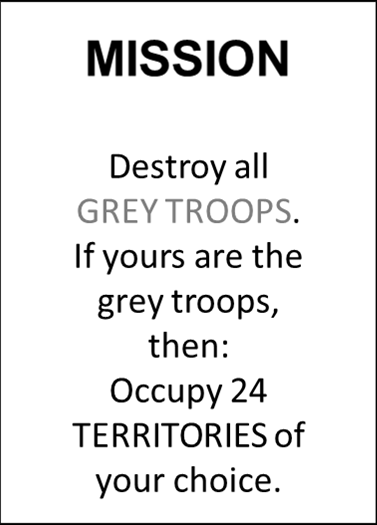 MISSION
Destroy all
GREY TROOPS.
If yours are the
grey troops,
then:
Occupy 24
TERRITORIES of
your choice.